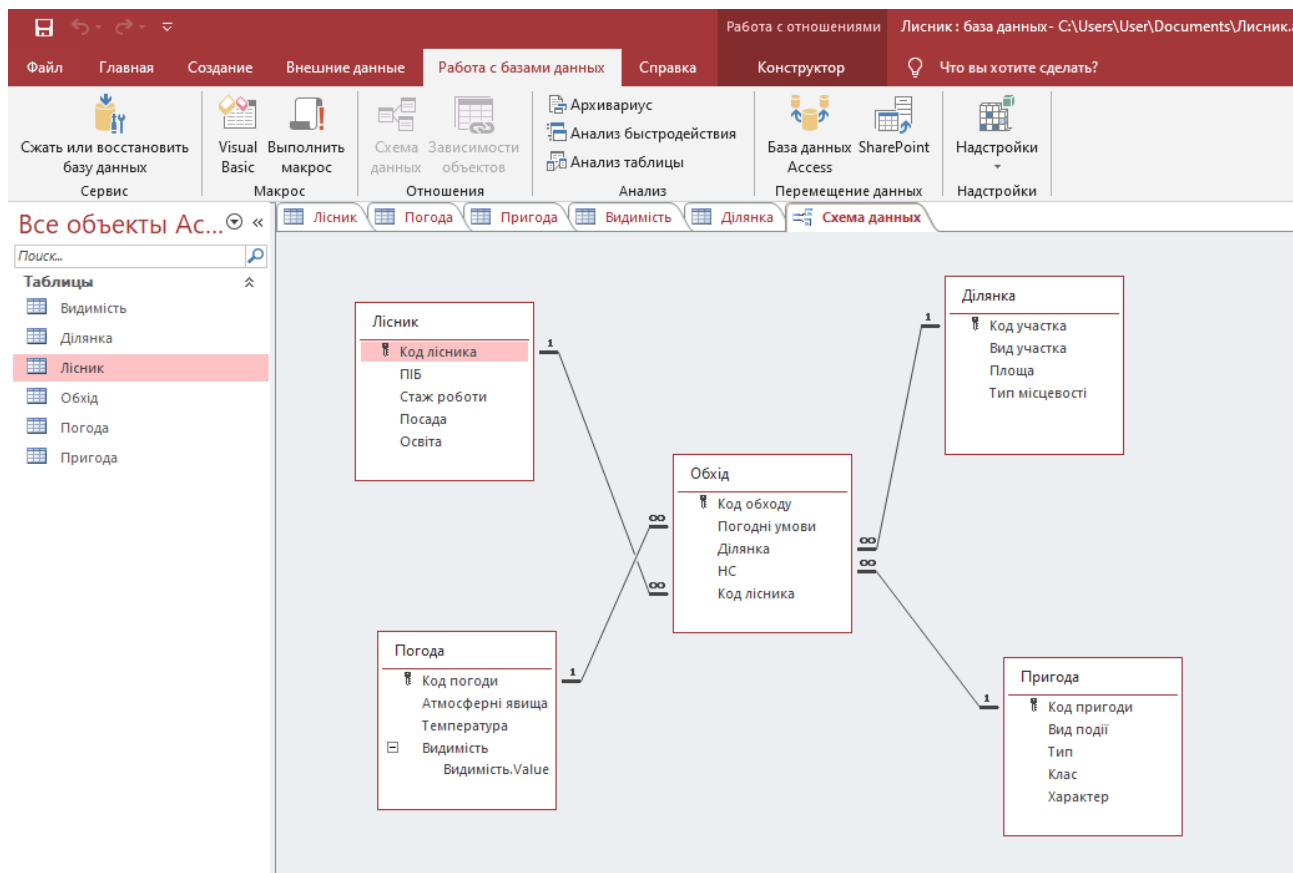 Работа с отношениями
Лисник : база данных- C:\Users\User\Documents\Лисник.
Файл
Главная
Создание
Внешние данные
Работа с базами данных
Справка
Конструктор
Что вы хотите сделать?
Сжать или восстановить
базу данных
Visual
Basic
Выполнить
макрос
Схема
данных
Зависимости
объектов
Архивариус
Анализ быстродействия
Анализ таблицы
База данных
Access
SharePoint
Надстройки
Сервис
Макрос
Отношения
Анализ
Перемещение данных
Надстройки
Все объекты Ac...
Поиск...
Таблицы
Видимість
Ділянка
Лісник
Обхід
Погода
Пригода
Лісник
Погода
Пригода
Видимість
Ділянка
Схема данных
Лісник
Код лісника
ПІБ
Стаж роботи
Посада
Освіта
1
Ділянка
Код участка
Вид участка
Площа
Тип місцевості
1
Обхід
Код обходу
Погодні умови
Ділянка
НС
Код лісника
∞
∞
∞
∞
Погода
Код погоди
Атмосферні явища
Температура
Видимість
Видимість.Value
1
Пригода
Код пригоди
Вид події
Тип
Клас
Характер
1